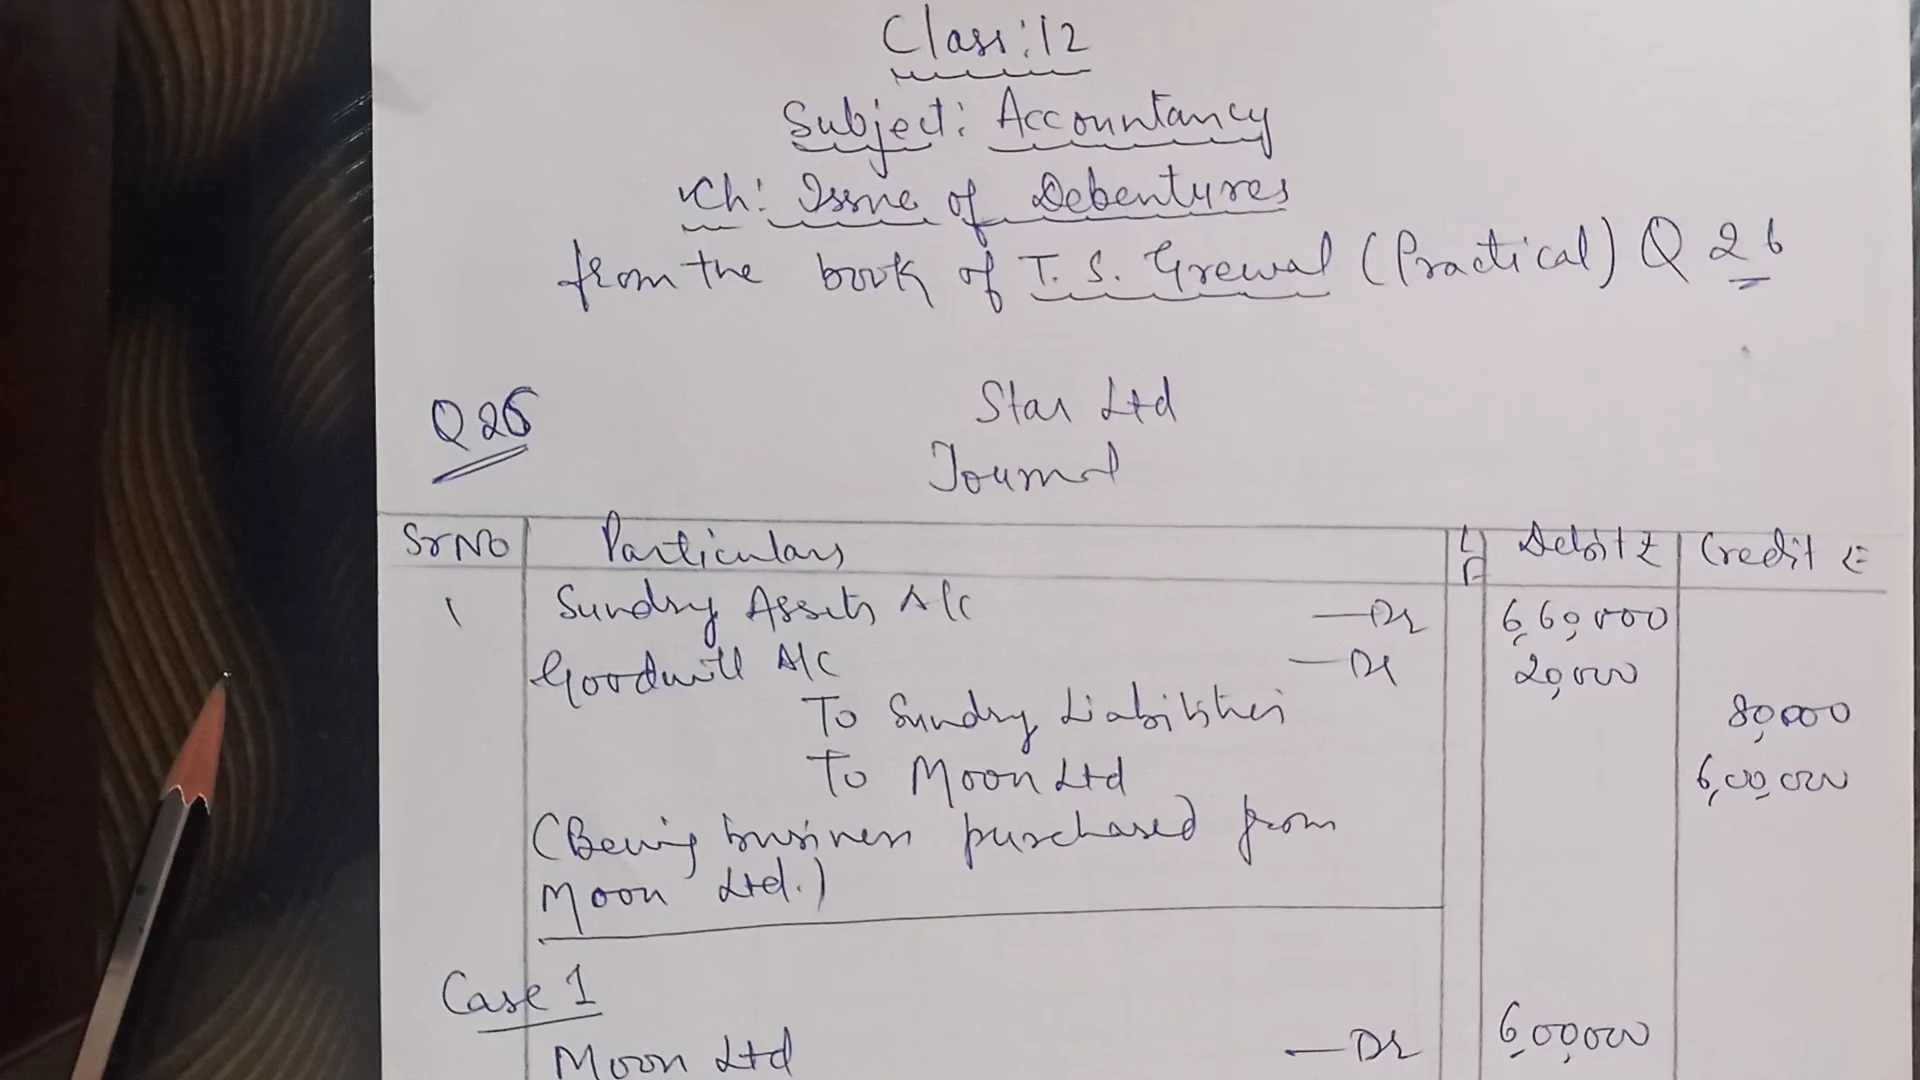 Class: 12
Subject: Accountancy
Ch: Issue of Debentures
from the book of T. S. Grewal (Practical) Q 26
Q 26
Star Ltd
Journal
Sr No Particulars LF Debit ₹ Credit ₹
1 Sundry Assets A/c —Dr 6,60,000
Goodwill A/c —Dr 20,000
To Sundry Liabilities 80,000
To Moon Ltd 6,00,000
(Being business purchased from
Moon Ltd.)
Case 1
Moon Ltd —Dr 6,00,000